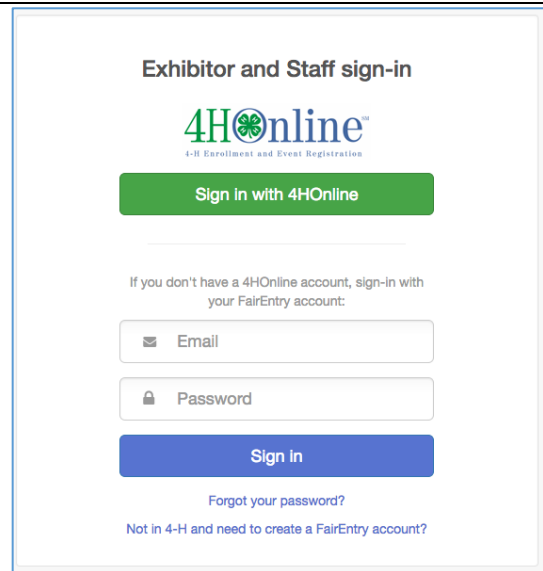 Exhibitor and Staff sign-in
4HOnline
4-H Enrollment and Event Registration
Sign in with 4HOnline
If you don't have a 4HOnline account, sign-in with
your FairEntry account:
Email
Password
Sign in
Forgot your password?
Not in 4-H and need to create a FairEntry account?